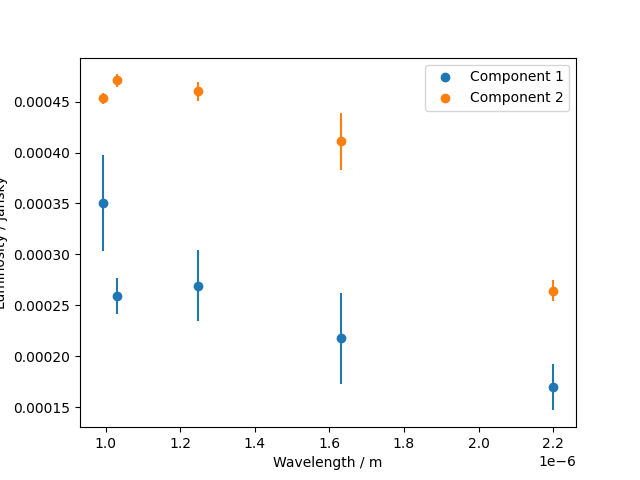 Component 1
Component 2
0.00045
0.00040
0.00035
0.00030
0.00025
0.00020
0.00015
/ Jansky
1.0 1.2 1.4 1.6 1.8 2.0 2.2
1e−6
Wavelength / m